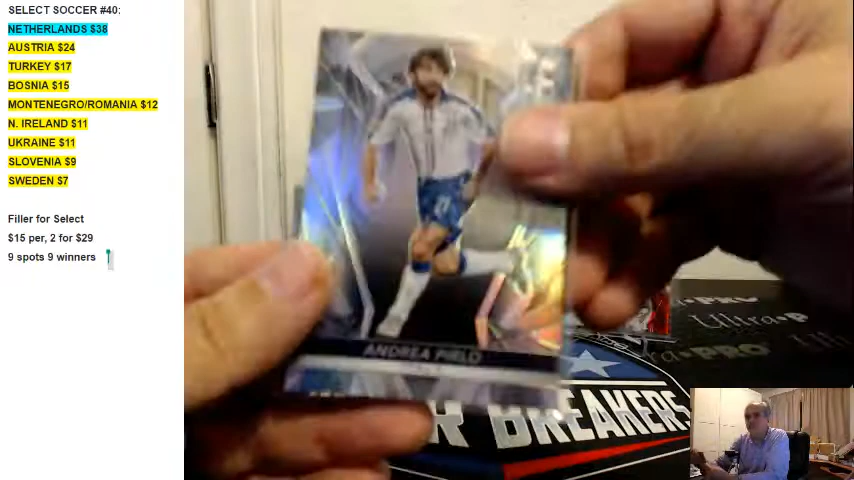 SELECT SOCCER #40:
NETHERLANDS $38
AUSTRIA $24
TURKEY $17
BOSNIA $15
MONTENEGRO/ROMANIA $12
N. IRELAND $11
UKRAINE $11
SLOVENIA $9
SWEDEN $7
Filler for Select
$15 per, 2 for $29
9 spots 9 winners
ANDREA PIRLO
BREAKERS
Ultra
PRO